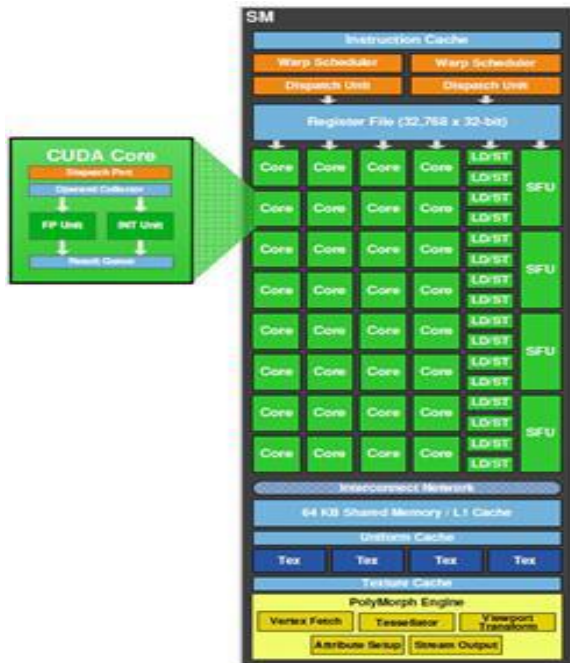 SM
Instruction Cache
Warp Scheduler Warp Scheduler
Dispatch Unit Dispatch Unit
Register File (32,768 x 32-bit)
CUDA Core
Dispatch Port
Operand Collector
FP Unit INT Unit
Result Queue
Core Core Core Core LD/ST
LD/ST
SFU
Core Core Core Core LD/ST
LD/ST
Core Core Core Core LD/ST
LD/ST
SFU
Core Core Core Core LD/ST
LD/ST
Core Core Core Core LD/ST
LD/ST
SFU
Core Core Core Core LD/ST
LD/ST
Core Core Core Core LD/ST
LD/ST
SFU
Core Core Core Core LD/ST
LD/ST
Interconnect Network
64 KB Shared Memory / L1 Cache
Uniform Cache
Tex Tex Tex Tex
Texture Cache
PolyMorph Engine
Vertex Fetch Tessellator Viewport
Transform
Attribute Setup Stream Output